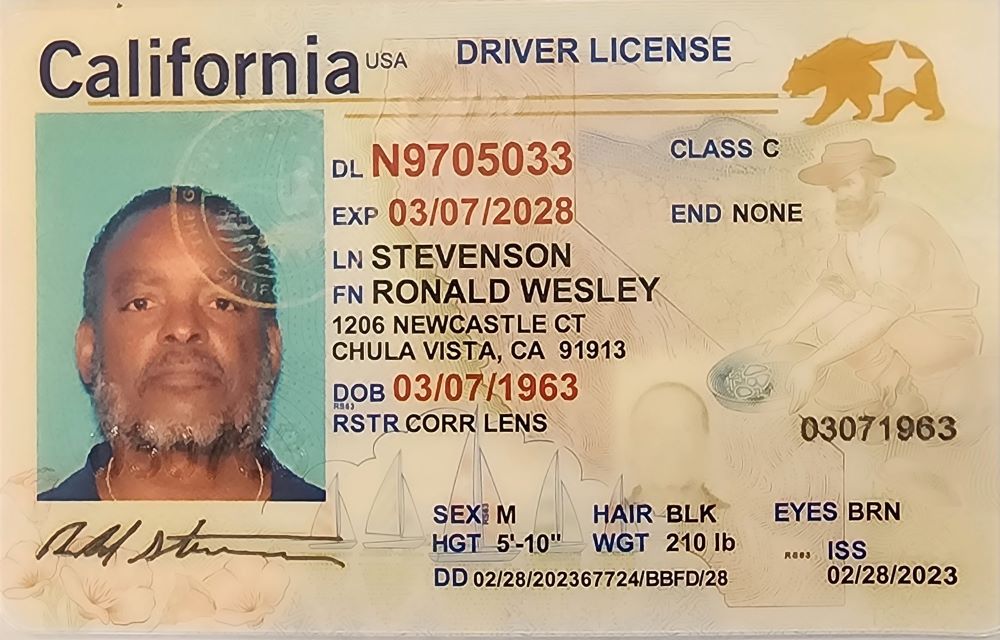 California USA DRIVER LICENSE
DL N9705033 CLASS C
EXP 03/07/2028 END NONE
LN STEVENSON
FN RONALD WESLEY
1206 NEWCASTLE CT
CHULA VISTA, CA 91913
DOB 03/07/1963
RSTR CORR LENS
03071963
SEX M HAIR BLK EYES BRN
HGT 5'-10" WGT 210 lb ISS
DD 02/28/202367724/BBFD/28 02/28/2023